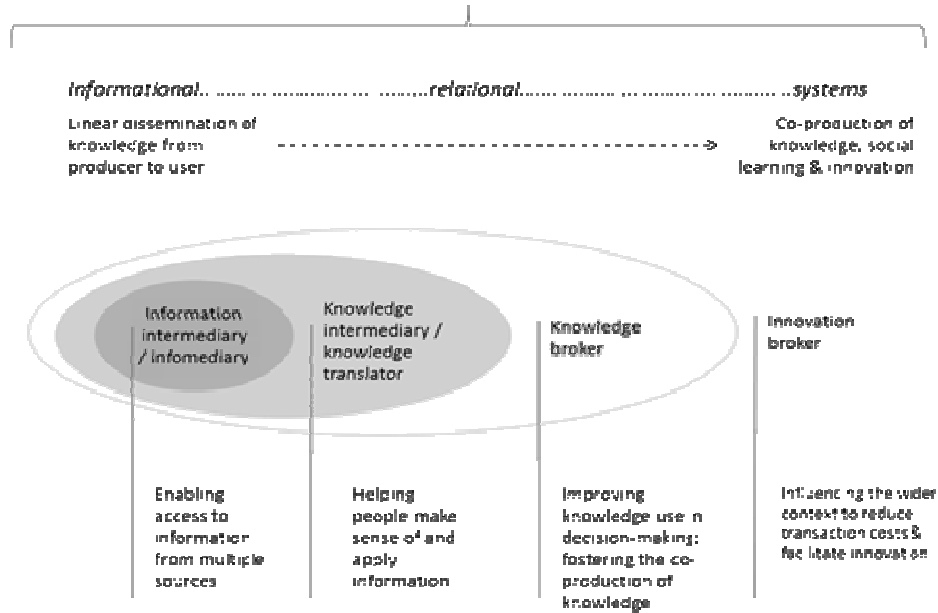 Informational.. ...... ... .............. ... ... .......,..relational....... ........... ,... .............. ........... ..systems
Linear dissemination of
knowledge from
producer to user
Co-production of
knowledge, social
learning & innovation
Information
intermediary
/ infomediary
Knowledge
intermediary /
knowledge
translator
Knowledge
broker
Innovation
broker
Enabling
access to
information
from multiple
sources
Helping
people make
sense of and
apply
information
Improving
knowledge use in
decision-making;
fostering the co-
production of
knowledge
Influencing the wider
context to reduce
transaction costs &
facilitate innovation